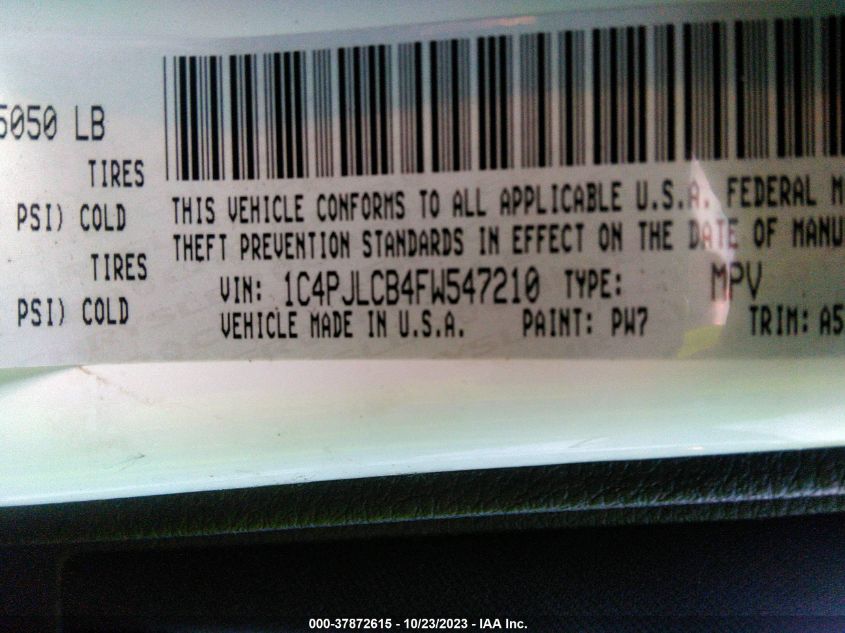 5050 LB
TIRES
PSI) COLD
TIRES
PSI) COLD
THIS VEHICLE CONFORMS TO ALL APPLICABLE U.S.A. FEDERAL M
THEFT PREVENTION STANDARDS IN EFFECT ON THE DATE OF MANU
VIN: 1C4PJLCB4FW547210 TYPE: MPV
VEHICLE MADE IN U.S.A. PAINT: PW7 TRIM: A5
000-37872615 - 10/23/2023 - IAA Inc.